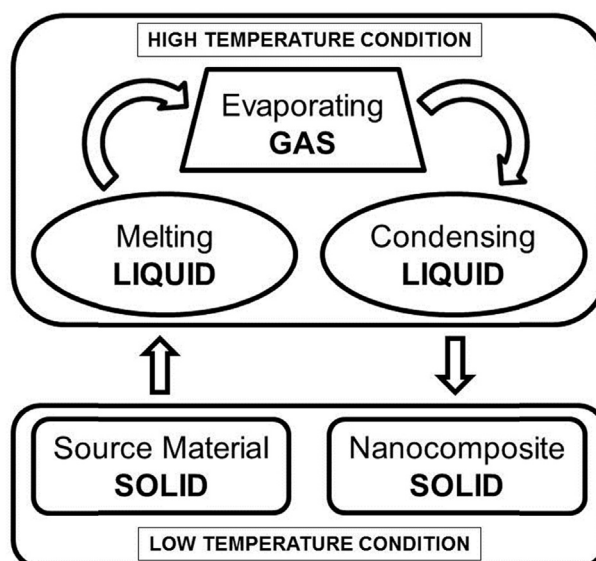 HIGH TEMPERATURE CONDITION
Evaporating
GAS
Melting
LIQUID
Condensing
LIQUID
Source Material
SOLID
Nanocomposite
SOLID
LOW TEMPERATURE CONDITION